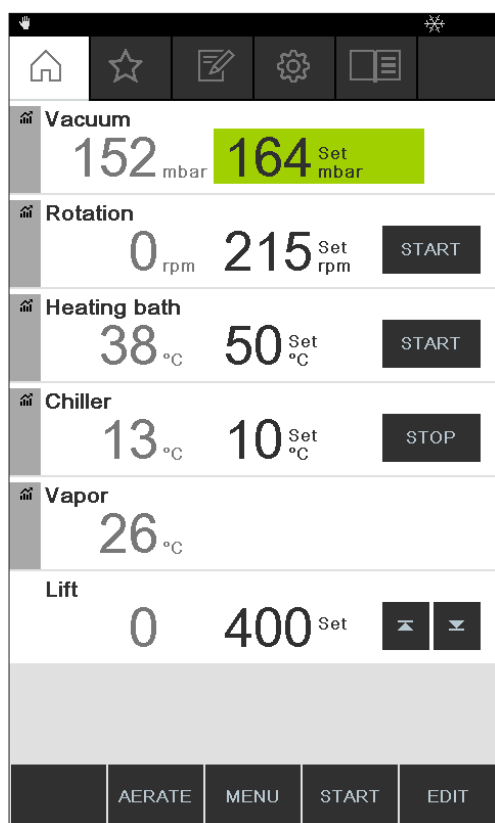 Vacuum
152 mbar 164 Set mbar
Rotation
0 rpm 215 Set rpm START
Heating bath
38 °C 50 Set °C START
Chiller
13 °C 10 Set °C STOP
Vapor
26 °C
Lift
0 400 Set
AERATE MENU START EDIT